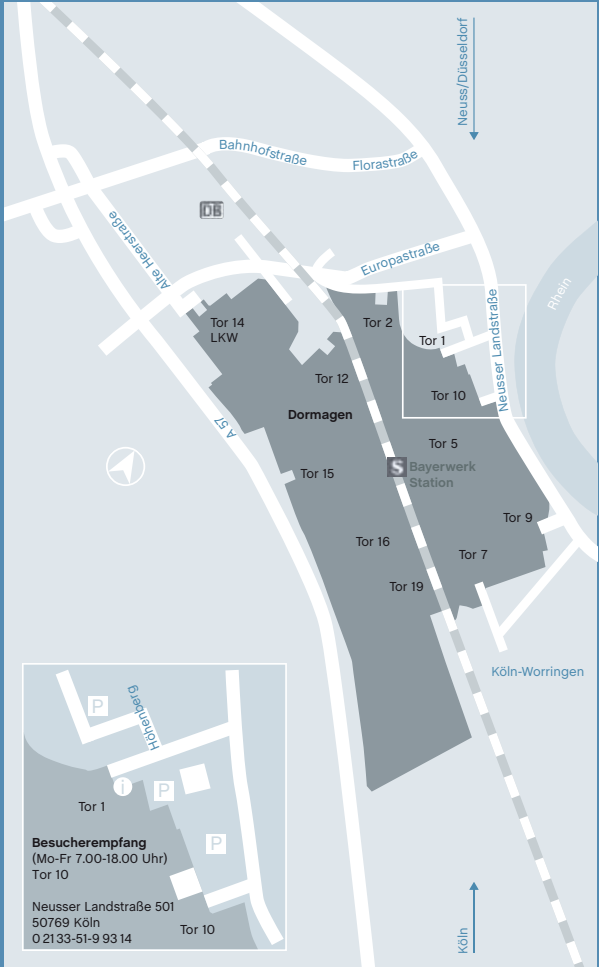 Neuss/Düsseldorf
Bahnhofstraße
Florastraße
DB
Alte Heerstraße
Europastraße
Rhein
Neusser Landstraße
Tor 14
LKW
Tor 2
Tor 1
Tor 12
Tor 10
Dormagen
A 57
Tor 5
S Bayerwerk
Station
Tor 15
Tor 9
Tor 16
Tor 7
Tor 19
Köln-Worringen
Köln
Höhenberg
P
i
P
P
Tor 1
Besucherempfang
(Mo-Fr 7.00-18.00 Uhr)
Tor 10
Neusser Landstraße 501
50769 Köln
0 21 33-51-9 93 14
Tor 10